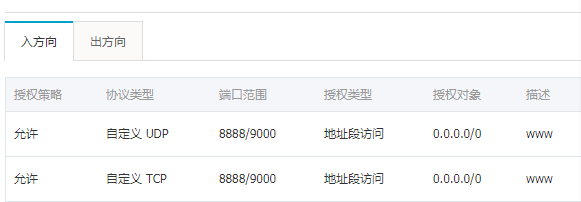 入方向 出方向
授权策略 协议类型 端口范围 授权类型 授权对象 描述
允许 自定义 UDP 8888/9000 地址段访问 0.0.0.0/0 www
允许 自定义 TCP 8888/9000 地址段访问 0.0.0.0/0 www